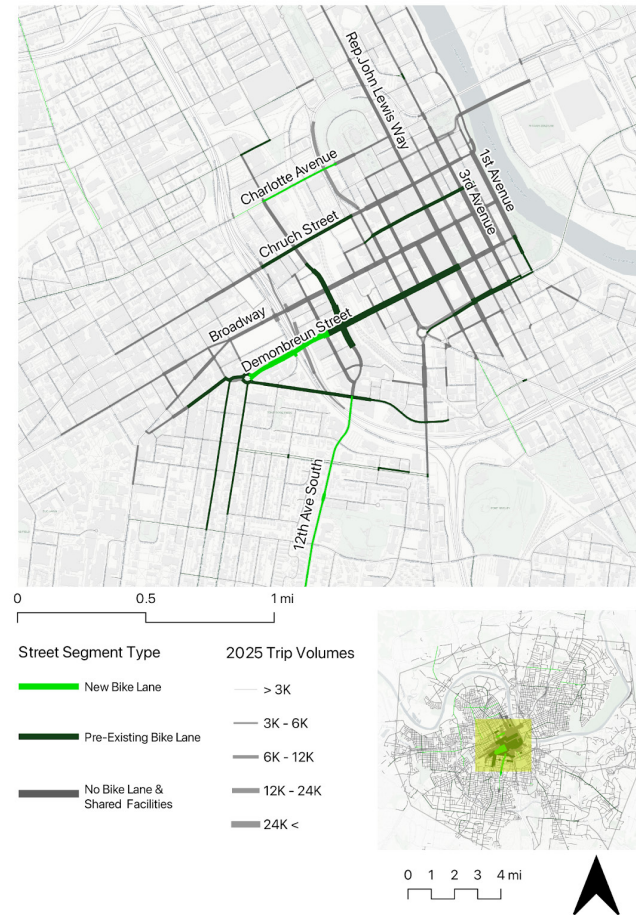 Rep.John Lewis Way
1st Avenue
3rd Avenue
Charlotte Avenue
Chruch Street
Broadway
Demonbreun Street
12th Ave South
0 0.5 1 mi
Street Segment Type
New Bike Lane
Pre-Existing Bike Lane
No Bike Lane &
Shared Facilities
2025 Trip Volumes
> 3K
3K - 6K
6K - 12K
12K - 24K
24K <
0 1 2 3 4 mi